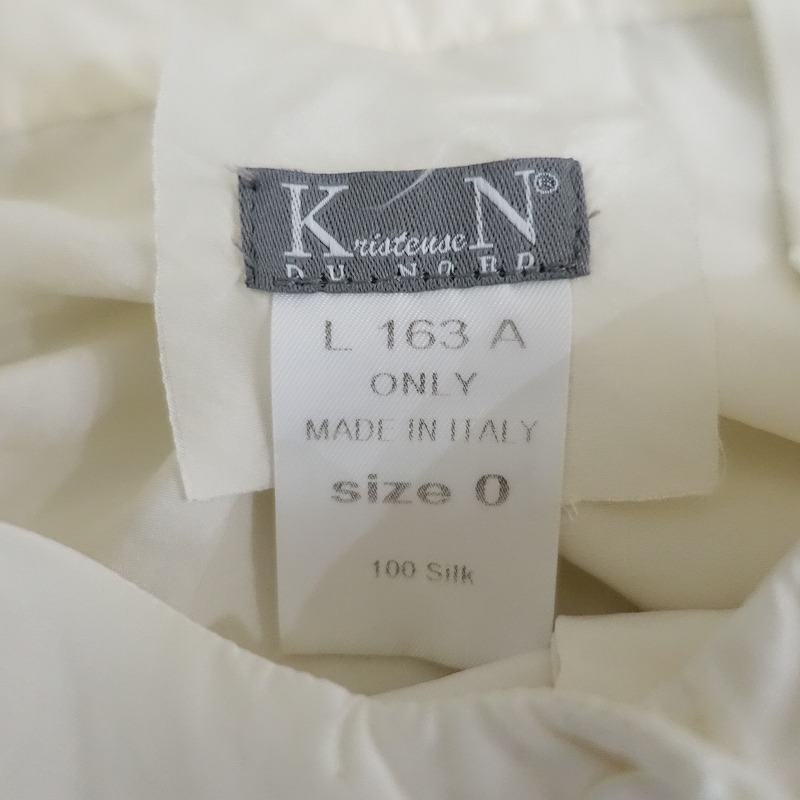 Kristeuse N®
DU NORD
L 163 A
ONLY
MADE IN ITALY
size 0
100 Silk